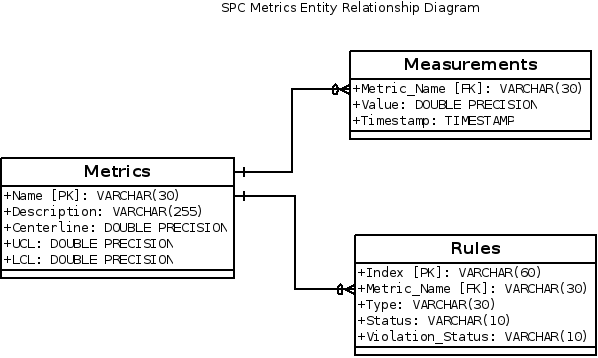 SPC Metrics Entity Relationship Diagram
Measurements
+Metric_Name [FK]: VARCHAR(30)
+Value: DOUBLE PRECISION
+Timestamp: TIMESTAMP
Metrics
+Name [PK]: VARCHAR(30)
+Description: VARCHAR(255)
+Centerline: DOUBLE PRECISION
+UCL: DOUBLE PRECISION
+LCL: DOUBLE PRECISION
Rules
+Index [PK]: VARCHAR(60)
+Metric_Name [FK]: VARCHAR(30)
+Type: VARCHAR(30)
+Status: VARCHAR(10)
+Violation_Status: VARCHAR(10)